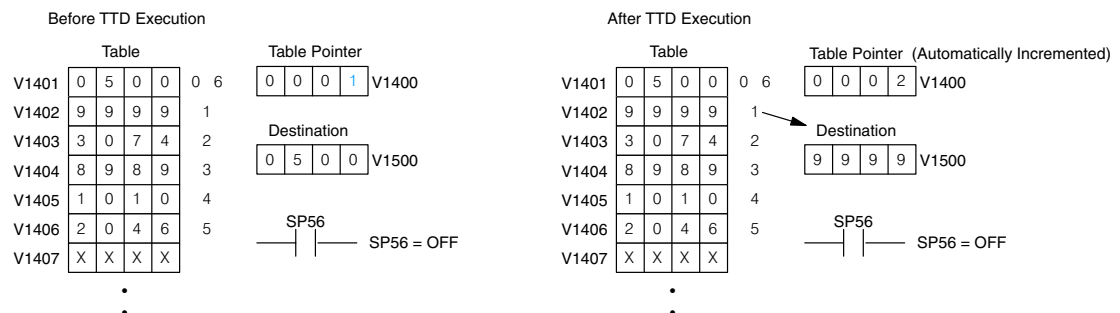 Before TTD Execution
Table
Table Pointer
V1401 0 5 0 0 0 6
0 0 0 1 V1400
V1402 9 9 9 9 1
V1403 3 0 7 4 2
Destination
V1404 8 9 8 9 3
0 5 0 0 V1500
V1405 1 0 1 0 4
V1406 2 0 4 6 5
SP56
SP56 = OFF
V1407 X X X X
After TTD Execution
Table
Table Pointer (Automatically Incremented)
V1401 0 5 0 0 0 6
0 0 0 2 V1400
V1402 9 9 9 9 1
V1403 3 0 7 4 2
Destination
V1404 8 9 8 9 3
9 9 9 9 V1500
V1405 1 0 1 0 4
V1406 2 0 4 6 5
SP56
SP56 = OFF
V1407 X X X X